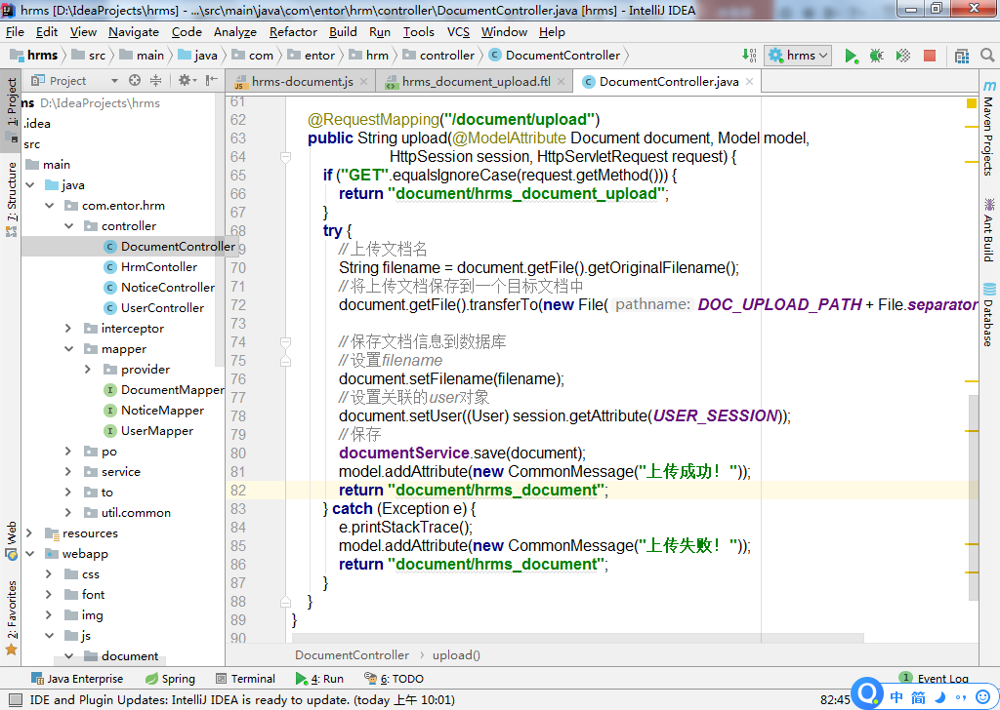 hrms [D:\IdeaProjects\hrms] - ...\src\main\java\com\entor\hrm\controller\DocumentController.java [hrms] - IntelliJ IDEA
File Edit View Navigate Code Analyze Refactor Build Run Tools VCS Window Help
hrms src main java com entor hrm controller DocumentController hrms
Project hrms-document.js hrms_document_upload.ftl DocumentController.java
1: Project
7: Structure
Web
2: Favorites
ms D:\IdeaProjects\hrms
.idea
src
main
java
com.entor.hrm
controller
DocumentController
HrmContoller
NoticeController
UserController
interceptor
mapper
provider
DocumentMapper
NoticeMapper
UserMapper
po
service
to
util.common
resources
webapp
css
font
img
js
document
61
62 @RequestMapping("/document/upload")
63 public String upload(@ModelAttribute Document document, Model model,
64 HttpSession session, HttpServletRequest request) {
65 if ("GET".equalsIgnoreCase(request.getMethod())) {
66 return "document/hrms_document_upload";
67 }
68 try {
69 //上传文档名
70 String filename = document.getFile().getOriginalFilename();
71 //将上传文档保存到一个目标文档中
72 document.getFile().transferTo(new File( pathname: DOC_UPLOAD_PATH + File.separator
73
74 //保存文档信息到数据库
75 //设置filename
76 document.setFilename(filename);
77 //设置关联的user对象
78 document.setUser((User) session.getAttribute(USER_SESSION));
79 //保存
80 documentService.save(document);
81 model.addAttribute(new CommonMessage("上传成功！"));
82 return "document/hrms_document";
83 } catch (Exception e) {
84 e.printStackTrace();
85 model.addAttribute(new CommonMessage("上传失败！"));
86 return "document/hrms_document";
87 }
88 }
89 }
90
DocumentController › upload()
Maven Projects
Ant Build
Database
Java Enterprise Spring Terminal 4: Run 6: TODO 1 Event Log
IDE and Plugin Updates: IntelliJ IDEA is ready to update. (today 上午 10:01) 82:45 中 简